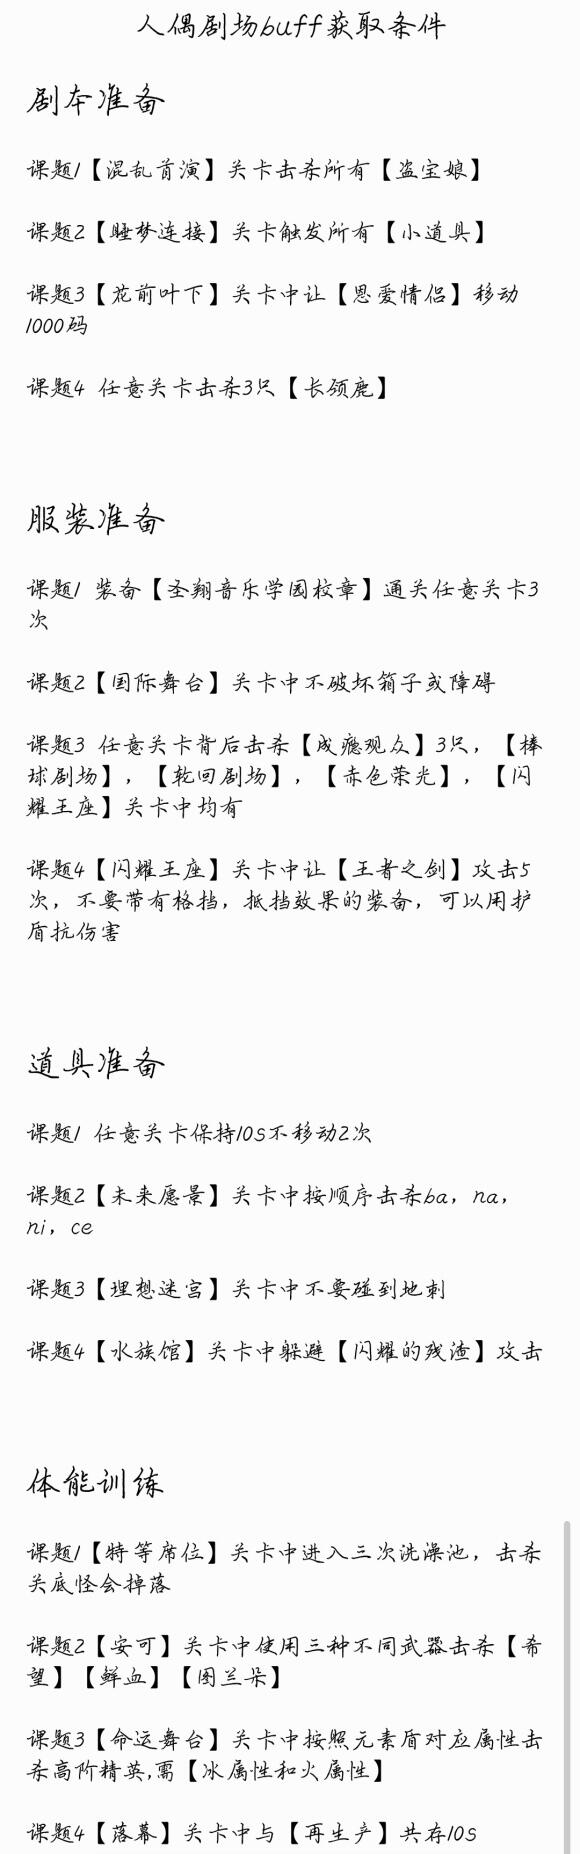 人偶剧场buff获取条件
剧本准备
课题1【混乱首演】关卡击杀所有【盗宝娘】
课题2【睡梦连接】关卡触发所有【小道具】
课题3【花前叶下】关卡中让【恩爱情侣】移动
1000码
课题4 任意关卡击杀3只【长颈鹿】
服装准备
课题1 装备【圣翔音乐学园校章】通关任意关卡3
次
课题2【国际舞台】关卡中不破坏箱子或障碍
课题3 任意关卡背后击杀【成瘾观众】3只，【棒
球剧场】，【轮回剧场】，【赤色荣光】，【闪
耀王座】关卡中均有
课题4【闪耀王座】关卡中让【王者之剑】攻击5
次，不要带有格挡，抵挡效果的装备，可以用护
盾抗伤害
道具准备
课题1 任意关卡保持10s不移动2次
课题2【未来愿景】关卡中按顺序击杀ba，na，
ni，ce
课题3【理想迷宫】关卡中不要碰到地刺
课题4【水族馆】关卡中躲避【闪耀的残渣】攻击
体能训练
课题1【特等席位】关卡中进入三次洗澡池，击杀
关底怪会掉落
课题2【安可】关卡中使用三种不同武器击杀【希
望】【鲜血】【图兰朵】
课题3【命运舞台】关卡中按照元素盾对应属性击
杀高阶精英,需【冰属性和火属性】
课题4【落幕】关卡中与【再生产】共存10s